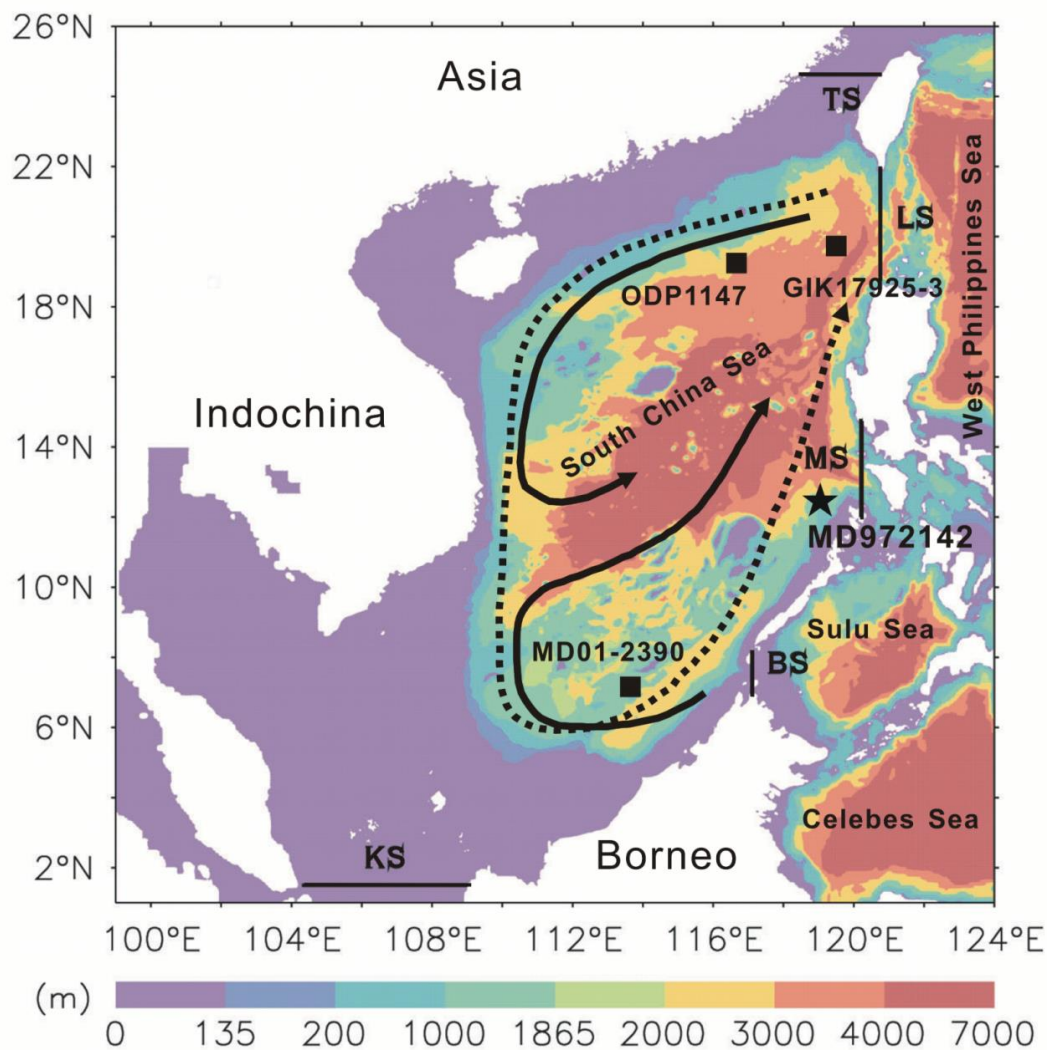 26°N
Asia
TS
22°N
LS
West Philippines Sea
ODP1147
GIK17925-3
18°N
South China Sea
Indochina
14°N
MS
MD972142
10°N
Sulu Sea
MD01-2390
BS
6°N
Celebes Sea
KS
Borneo
2°N
100°E 104°E 108°E 112°E 116°E 120°E 124°E
(m)
0 135 200 1000 1865 2000 3000 4000 7000